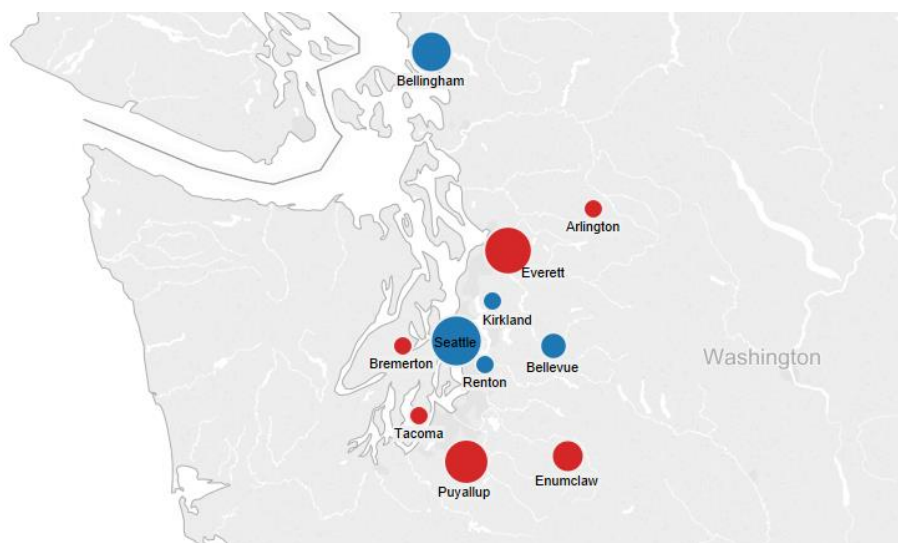 Bellingham
Arlington
Everett
Kirkland
Seattle
Bremerton
Bellevue
Washington
Renton
Tacoma
Enumclaw
Puyallup